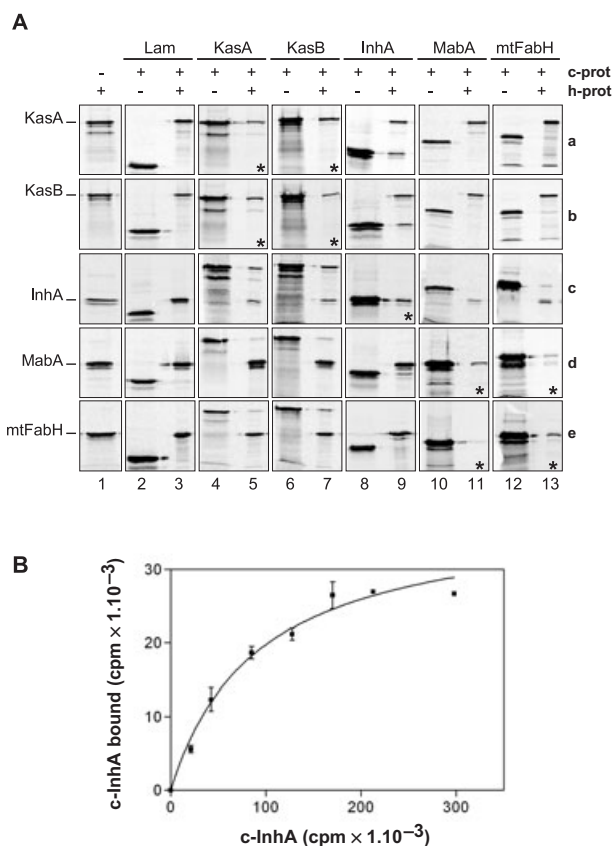 A
Lam KasA KasB InhA MabA mtFabH
- + + + + + + + + + + + + c-prot
+ - + - + - + - + - + - + h-prot
KasA a
* *
KasB b
* *
InhA c
*
MabA d
* *
mtFabH e
* *
1 2 3 4 5 6 7 8 9 10 11 12 13
B
c-InhA bound (cpm × 1.10⁻³)
30
20
10
0
0 100 200 300
c-InhA (cpm × 1.10⁻³)